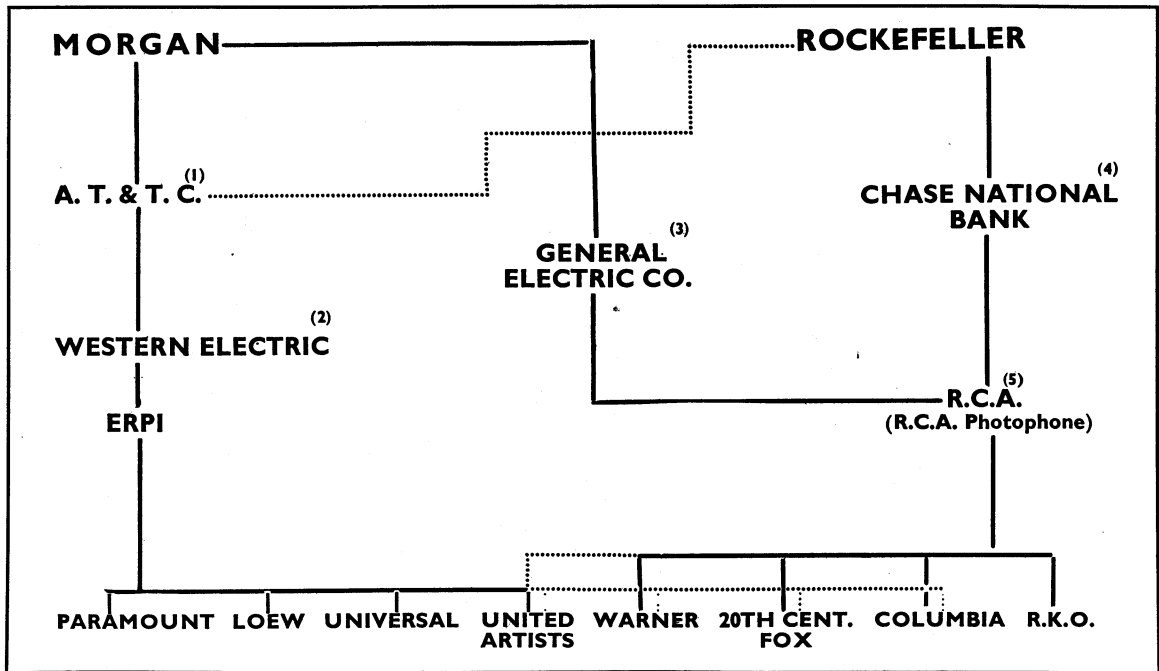 MORGAN
ROCKEFELLER
A. T. & T. C. (1)
CHASE NATIONAL (4)
BANK
GENERAL (3)
ELECTRIC CO.
WESTERN ELECTRIC (2)
R.C.A. (5)
(R.C.A. Photophone)
ERPI
PARAMOUNT
LOEW
UNIVERSAL
UNITED
ARTISTS
WARNER
20TH CENT.
FOX
COLUMBIA
R.K.O.